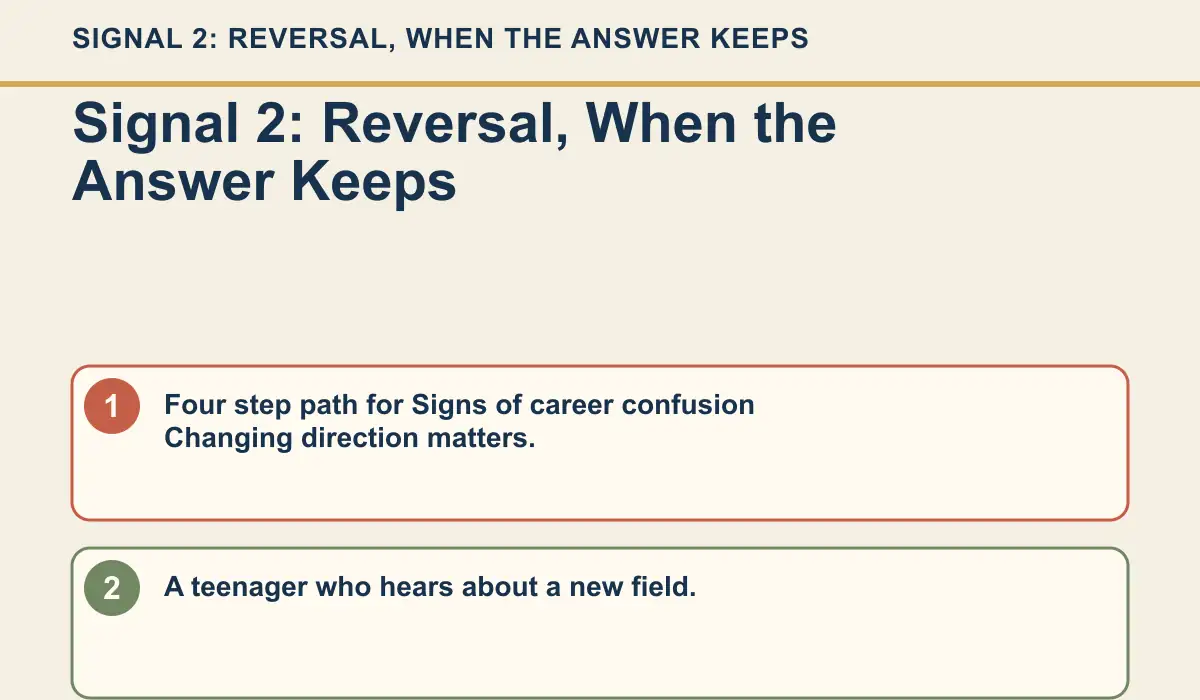 SIGNAL 2: REVERSAL, WHEN THE ANSWER KEEPS
Signal 2: Reversal, When the
Answer Keeps
1
Four step path for Signs of career confusion
Changing direction matters.
2
A teenager who hears about a new field.